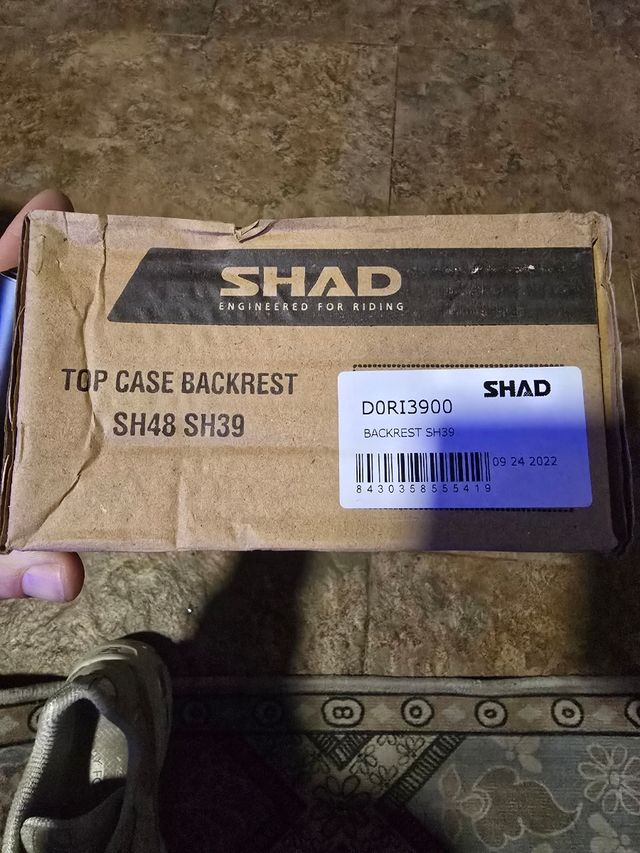 SHAD
ENGINEERED FOR RIDING
TOP CASE BACKREST
SH48 SH39
SHAD
D0RI3900
BACKREST SH39
09 24 2022
8430358555419